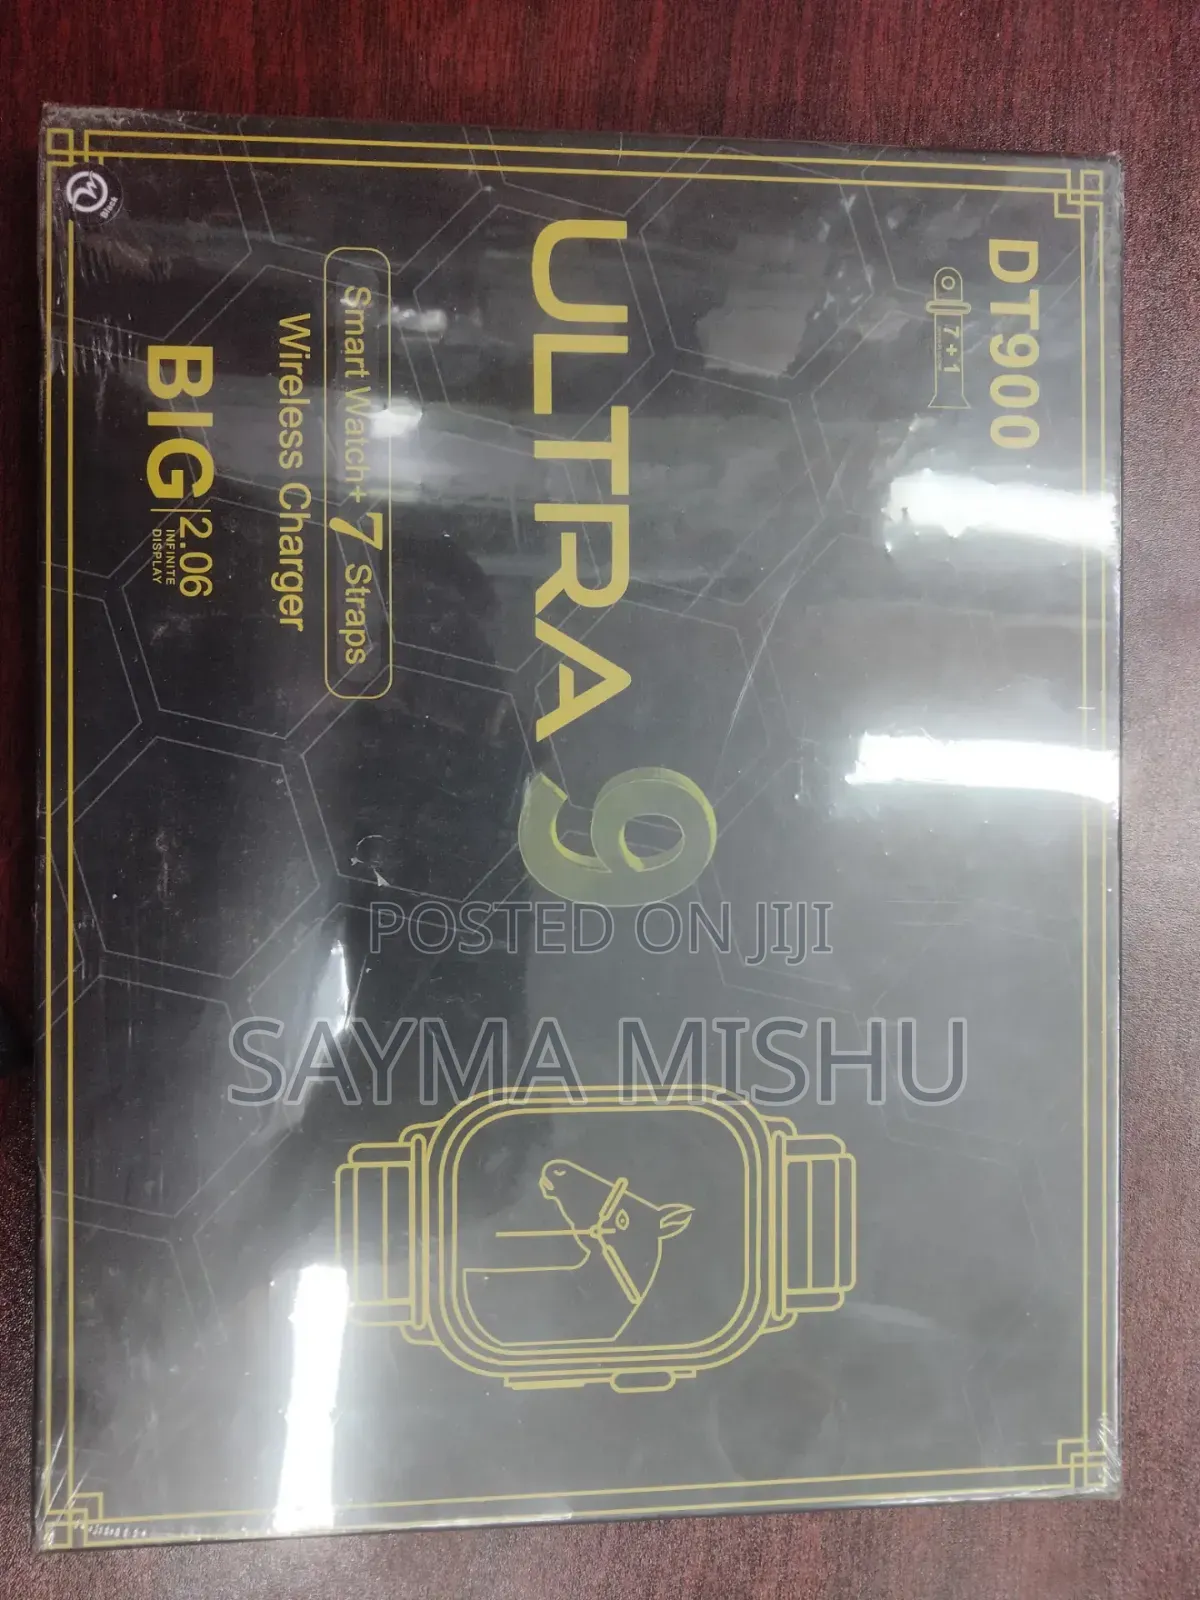 DT900
7+1
ULTRA 9
Smart Watch+ 7 Straps
Wireless Charger
BIG 2.06
INFINITE
DISPLAY
Black
POSTED ON JIJI
SAYMA MISHU